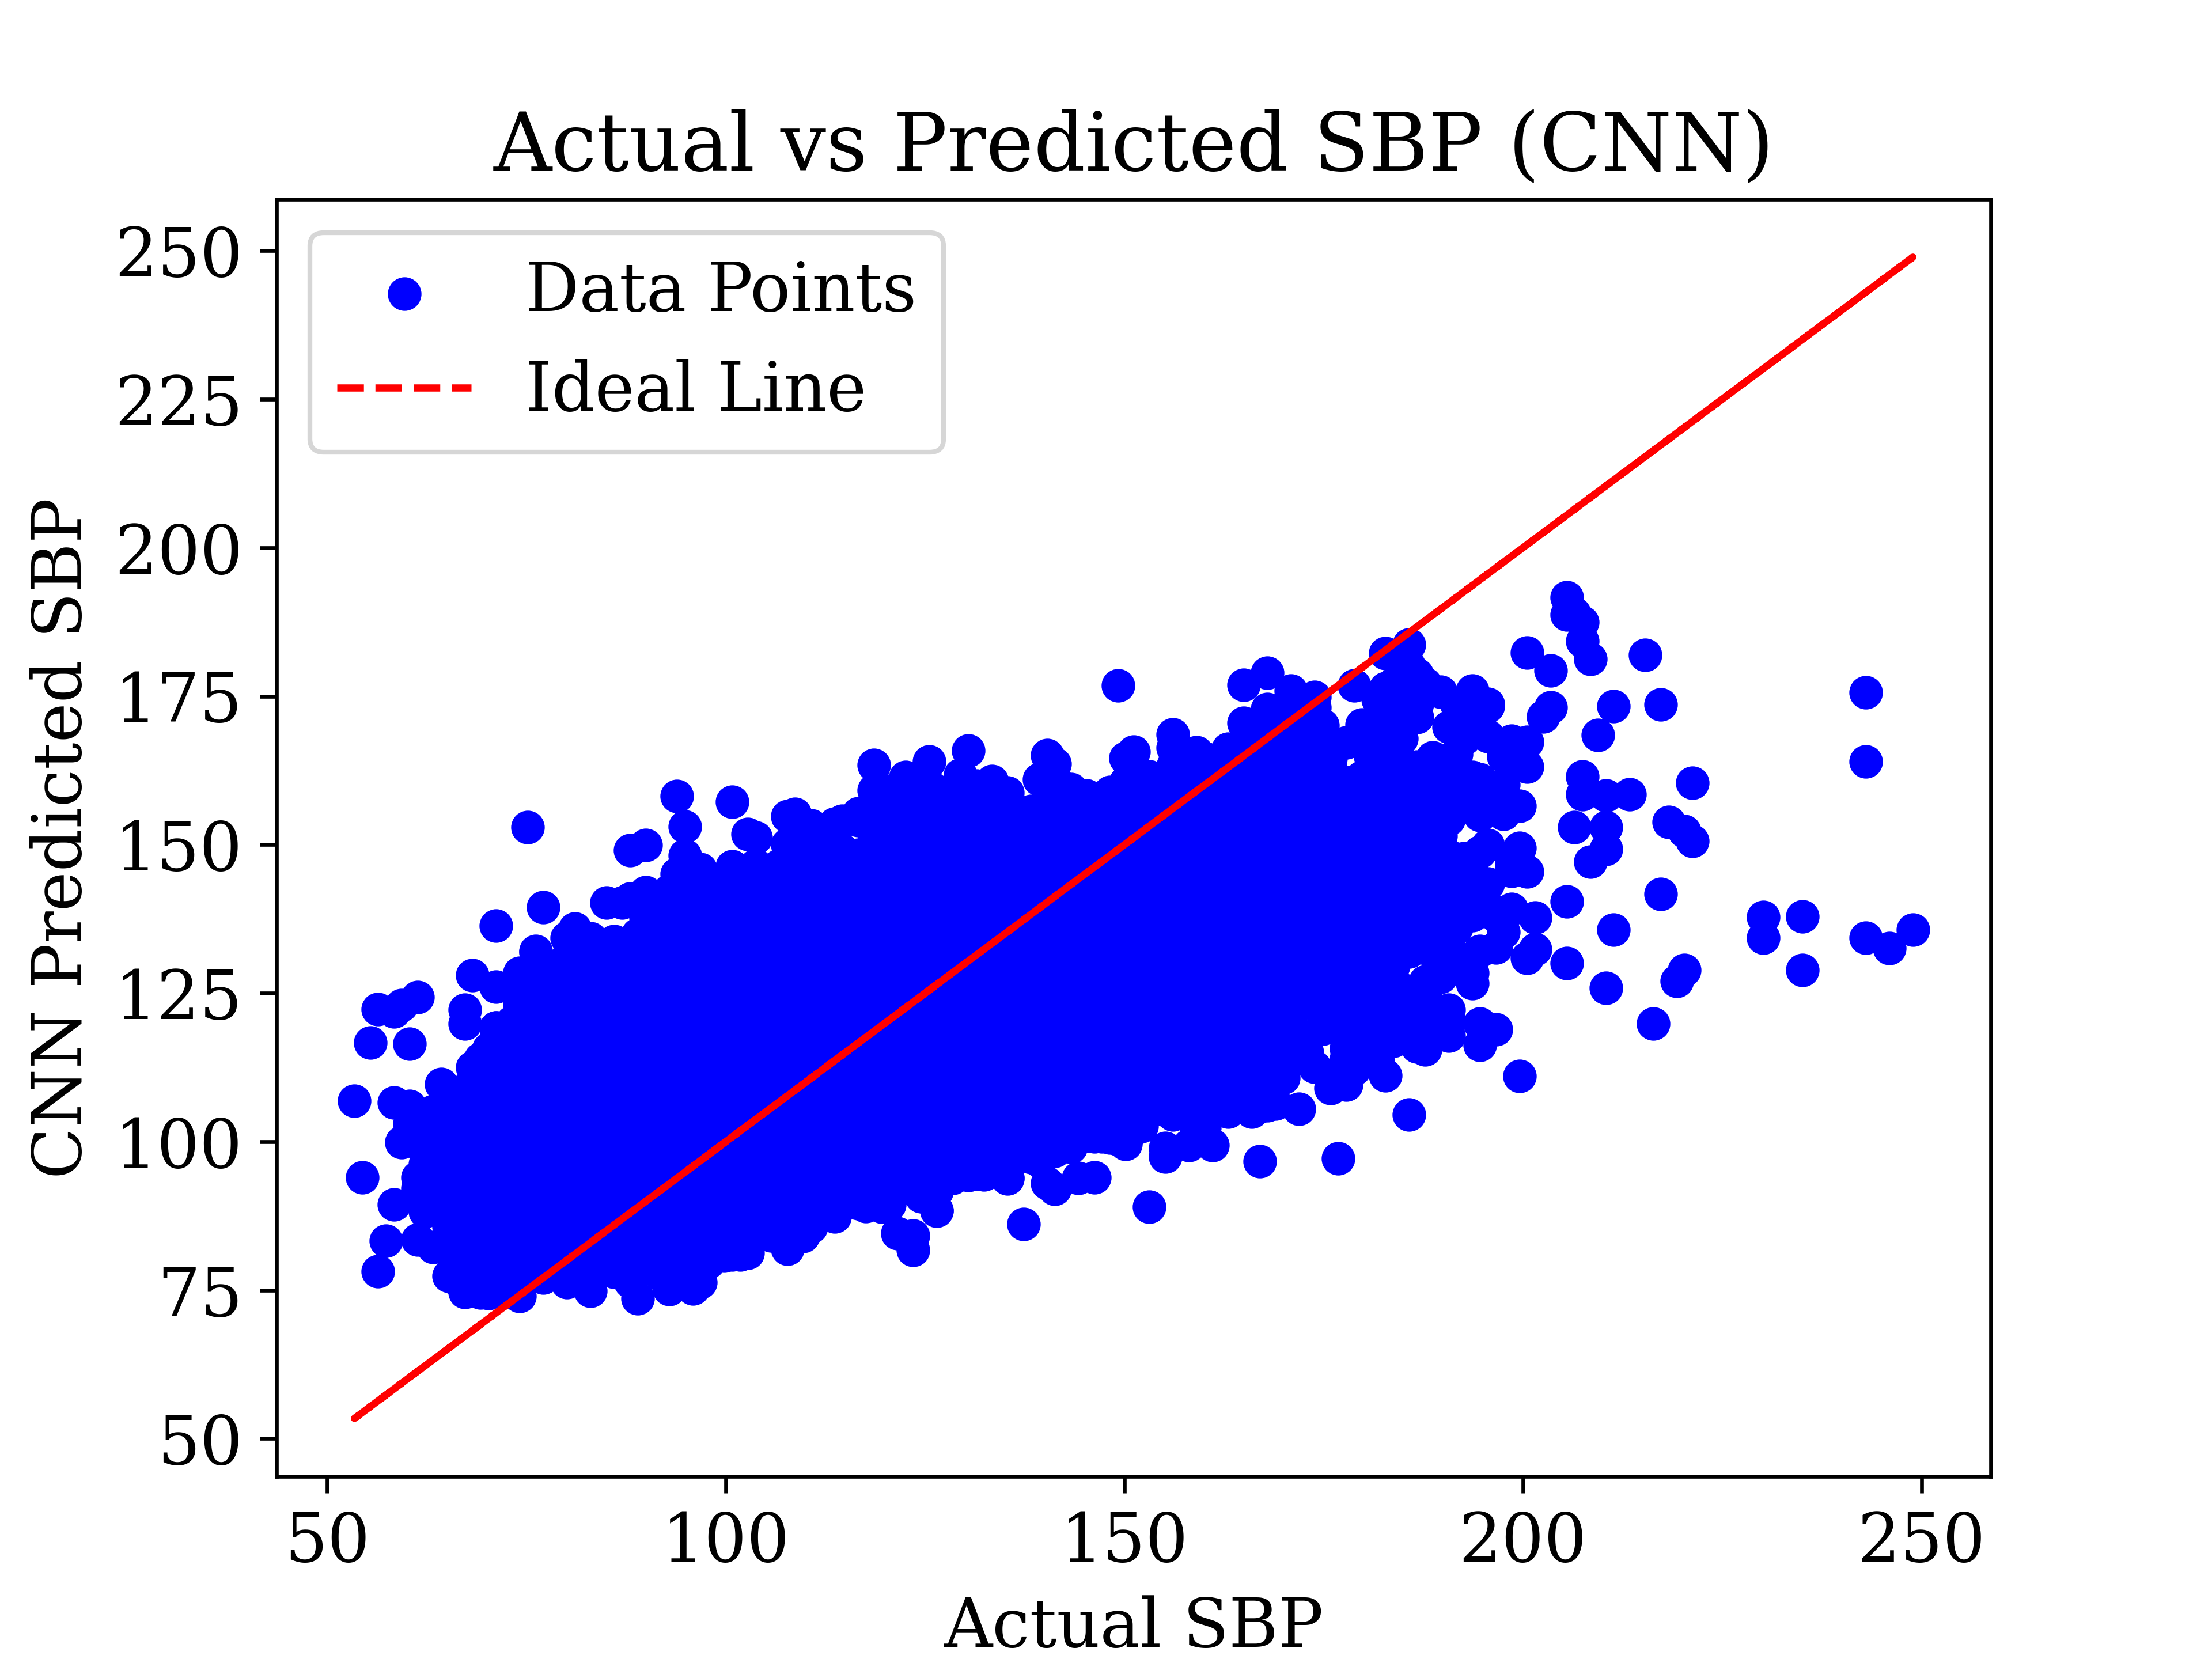 Actual vs Predicted SBP (CNN)
Data Points
Ideal Line
CNN Predicted SBP
250
225
200
175
150
125
100
75
50
50 100 150 200 250
Actual SBP